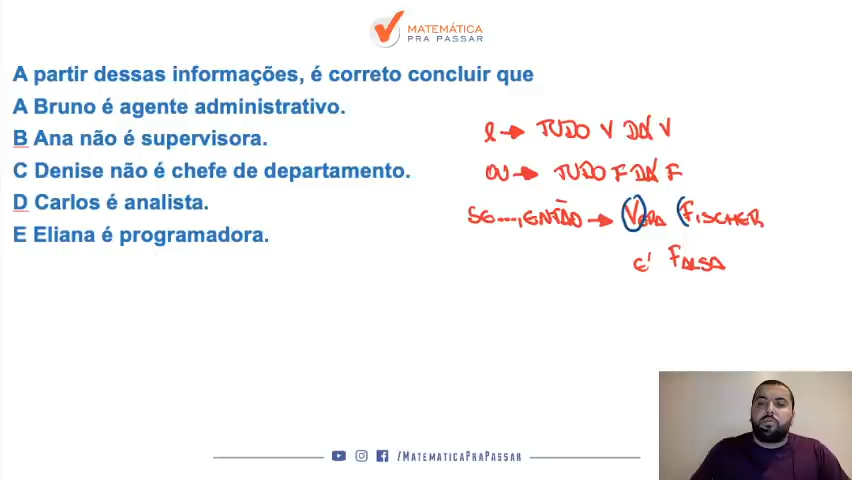 MATEMÁTICA
PRA PASSAR
A partir dessas informações, é correto concluir que
A Bruno é agente administrativo.
B Ana não é supervisora.
C Denise não é chefe de departamento.
D Carlos é analista.
E Eliana é programadora.
e → TUDO V DÁ V
OU → TUDO F DÁ F
SE...,ENTÃO → VERA FISCHER
É FALSA
/MATEMATICAPRAPASSAR